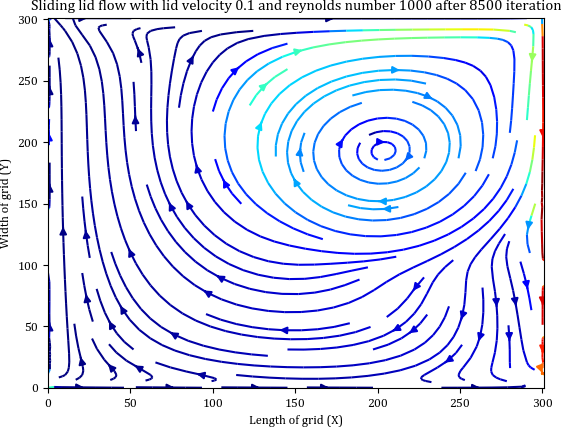 Sliding lid flow with lid velocity 0.1 and reynolds number 1000 after 8500 iteration
300
250
200
150
100
50
0
Width of grid (Y)
0 50 100 150 200 250 300
Length of grid (X)